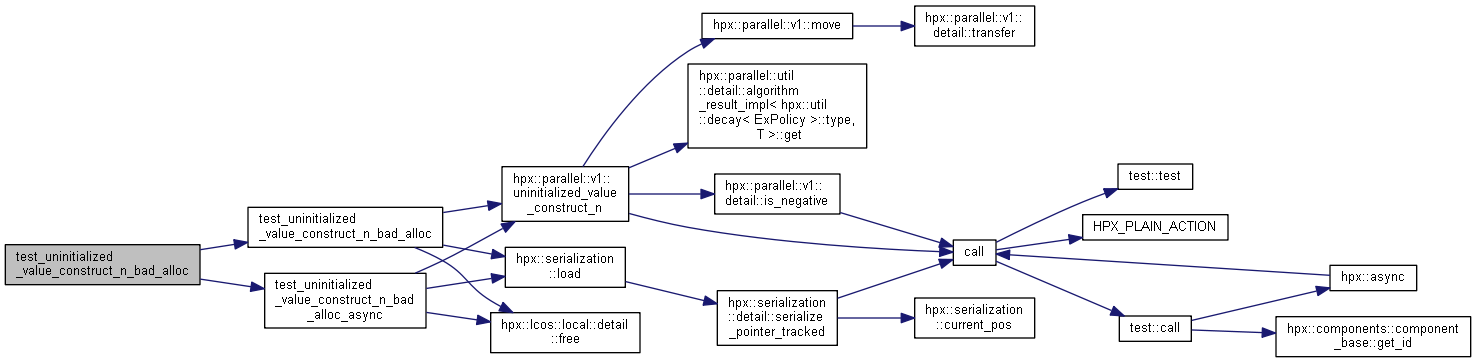 test_uninitialized
_value_construct_n_bad_alloc
test_uninitialized
_value_construct_n_bad_alloc
test_uninitialized
_value_construct_n_bad
_alloc_async
hpx::parallel::v1::
uninitialized_value
_construct_n
hpx::serialization
::load
hpx::lcos::local::detail
::free
hpx::parallel::v1::move
hpx::parallel::v1::
detail::transfer
hpx::parallel::util
::detail::algorithm
_result_impl< hpx::util
::decay< ExPolicy >::type,
T >::get
hpx::parallel::v1::
detail::is_negative
hpx::serialization
::detail::serialize
_pointer_tracked
hpx::serialization
::current_pos
call
test::test
HPX_PLAIN_ACTION
test::call
hpx::async
hpx::components::component
_base::get_id